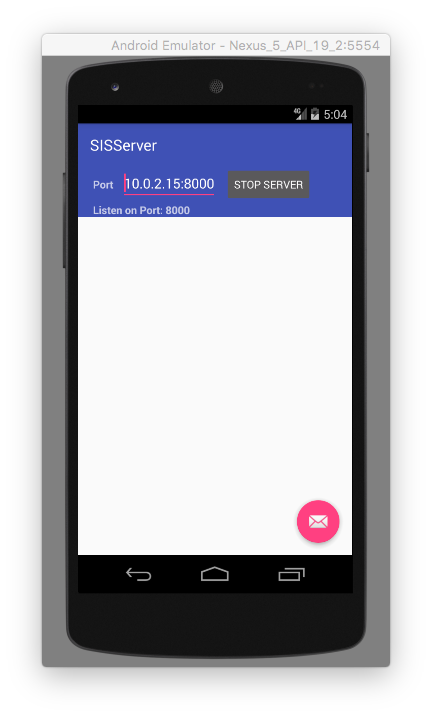 Android Emulator - Nexus_5_API_19_2:5554
4G 5:04
SISServer
Port 10.0.2.15:8000 STOP SERVER
Listen on Port: 8000